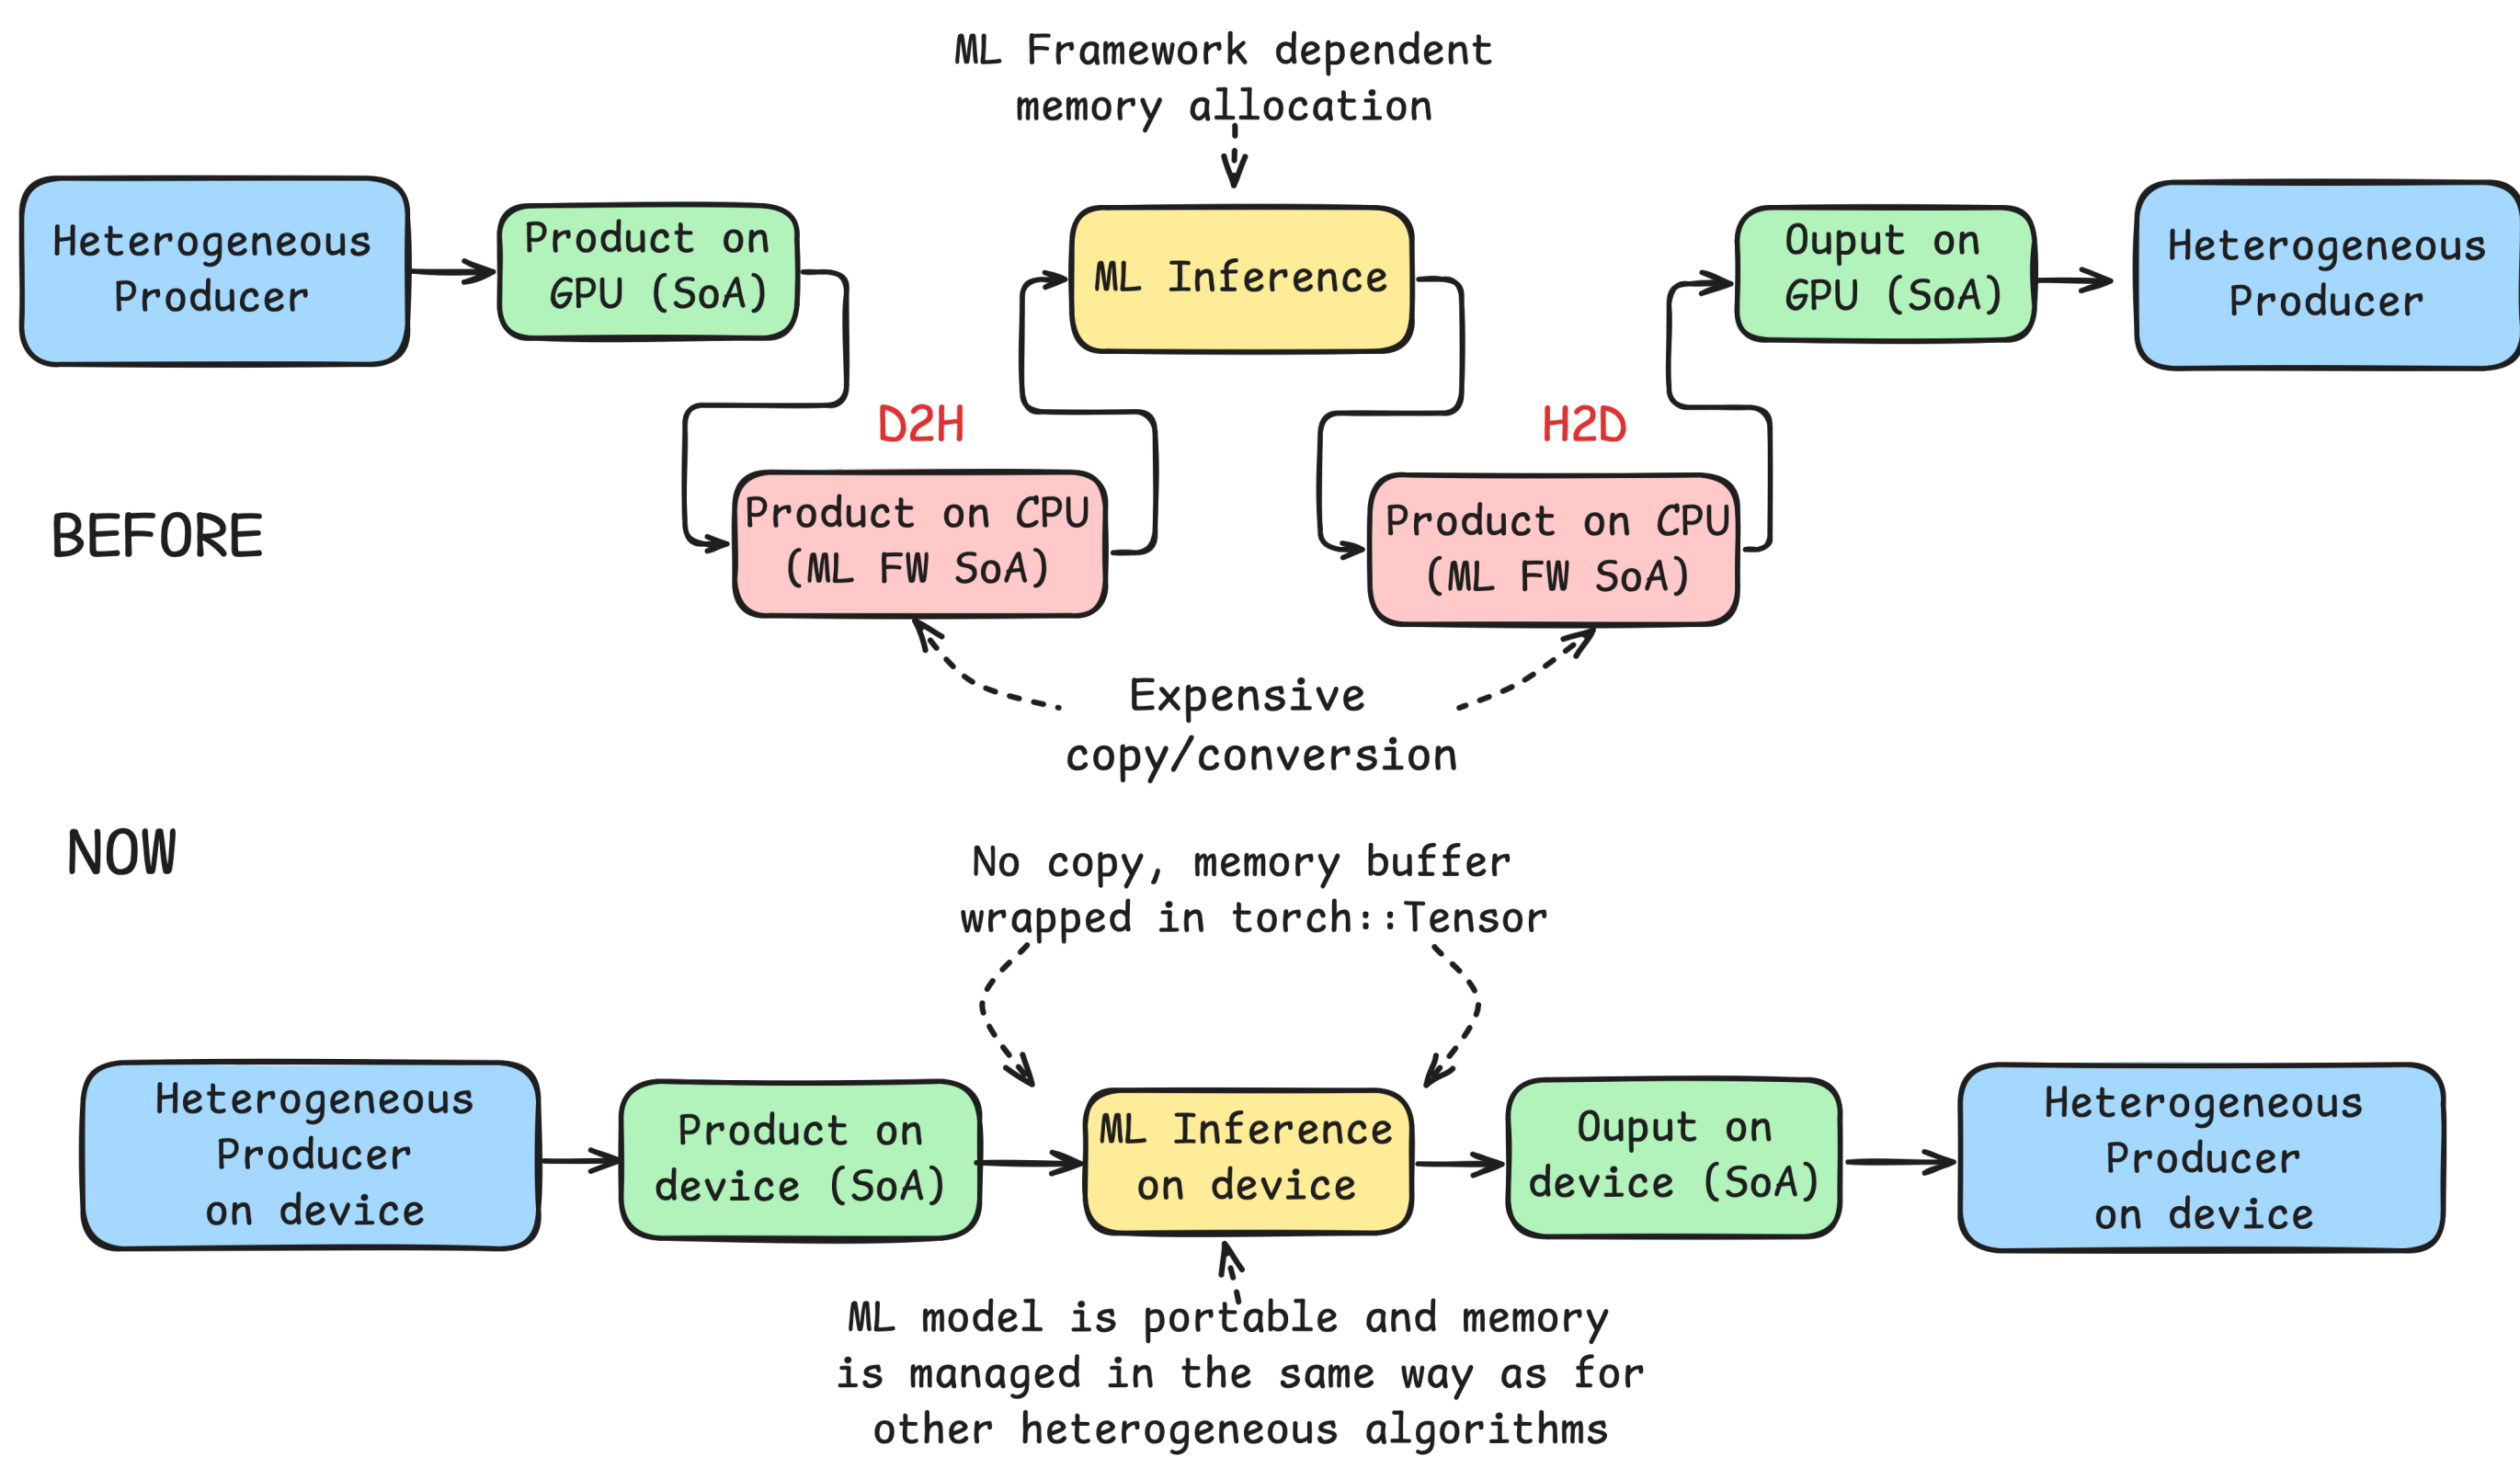 ML Framework dependent
memory allocation
Heterogeneous
Producer
Product on
GPU (SoA)
ML Inference
Ouput on
GPU (SoA)
Heterogeneous
Producer
D2H
H2D
BEFORE
Product on CPU
(ML FW SoA)
Product on CPU
(ML FW SoA)
Expensive
copy/conversion
NOW
No copy, memory buffer
wrapped in torch::Tensor
Heterogeneous
Producer
on device
Product on
device (SoA)
ML Inference
on device
Ouput on
device (SoA)
Heterogeneous
Producer
on device
ML model is portable and memory
is managed in the same way as for
other heterogeneous algorithms